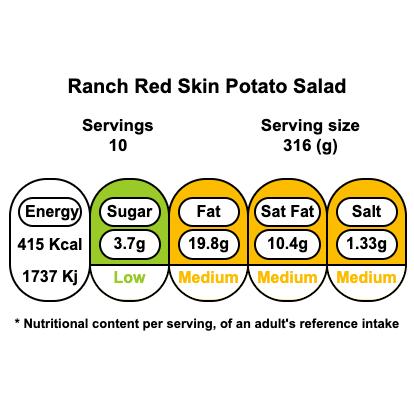 Ranch Red Skin Potato Salad
Servings
10
Serving size
316 (g)
Energy
415 Kcal
1737 Kj
Sugar
3.7g
Low
Fat
19.8g
Medium
Sat Fat
10.4g
Medium
Salt
1.33g
Medium
* Nutritional content per serving, of an adult's reference intake